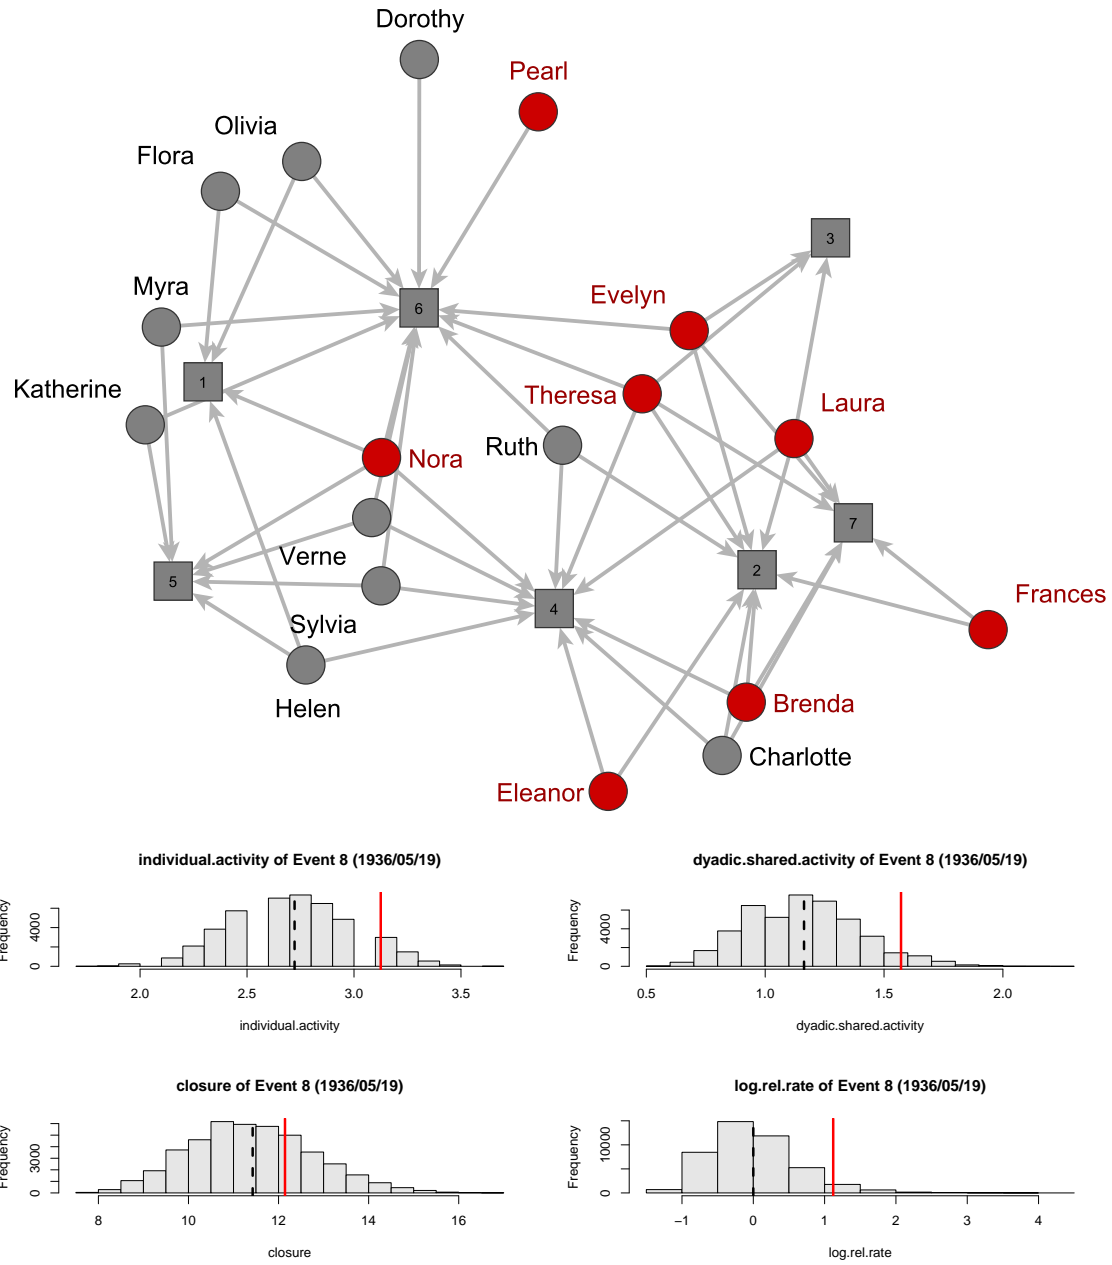 Dorothy
Pearl
Olivia
Flora
3
Myra
Evelyn
6
Katherine
1
Theresa
Laura
Ruth
Nora
7
Verne
2
5
4
Frances
Sylvia
Helen
Brenda
Charlotte
Eleanor
individual.activity of Event 8 (1936/05/19)
Frequency
0 4000
2.0 2.5 3.0 3.5
individual.activity
dyadic.shared.activity of Event 8 (1936/05/19)
Frequency
0 4000
0.5 1.0 1.5 2.0
dyadic.shared.activity
closure of Event 8 (1936/05/19)
Frequency
0 3000
8 10 12 14 16
closure
log.rel.rate of Event 8 (1936/05/19)
Frequency
0 10000
−1 0 1 2 3 4
log.rel.rate